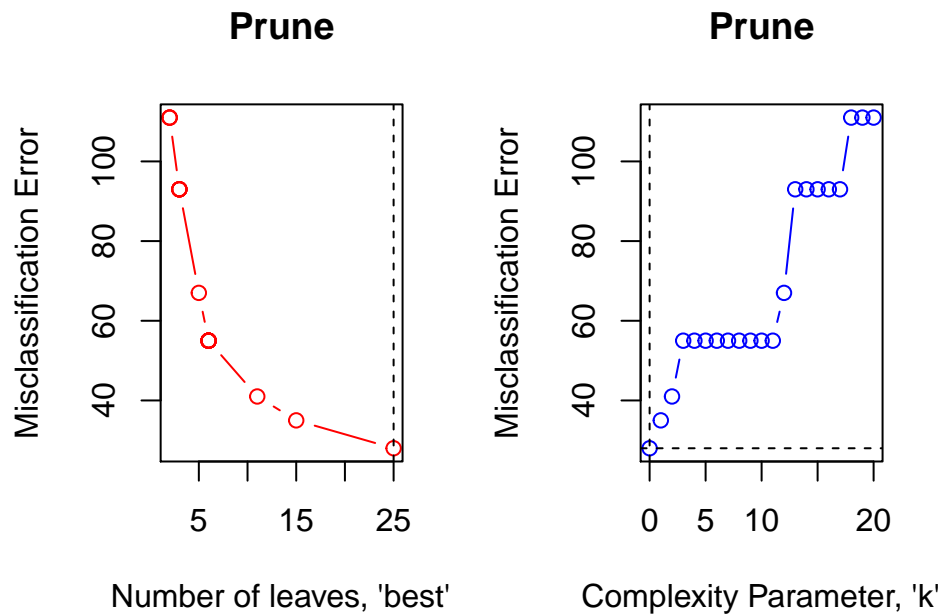 Prune
Misclassification Error
100
80
60
40
5
15
25
Number of leaves, 'best'
Prune
Misclassification Error
100
80
60
40
0
5
10
20
Complexity Parameter, 'k'